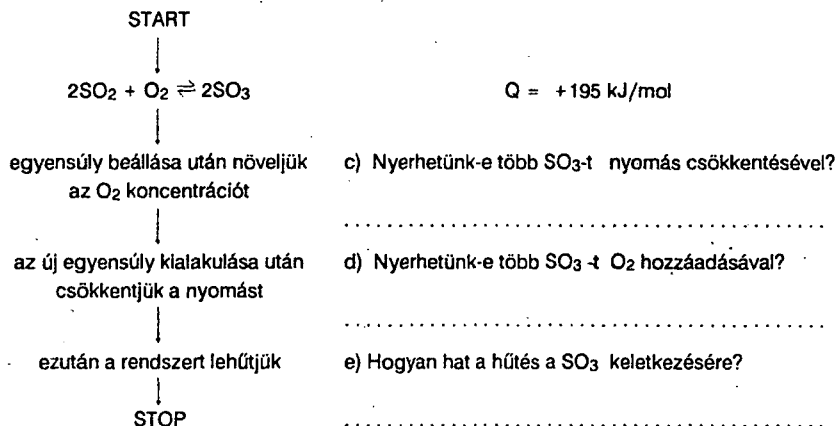 START
2SO2 + O2 ⇌ 2SO3
Q = +195 kJ/mol
egyensúly beállása után növeljük
az O2 koncentrációt
c) Nyerhetünk-e több SO3-t nyomás csökkentésével?
az új egyensúly kialakulása után
csökkentjük a nyomást
d) Nyerhetünk-e több SO3-t O2 hozzáadásával?
ezután a rendszert lehűtjük
e) Hogyan hat a hűtés a SO3 keletkezésére?
STOP